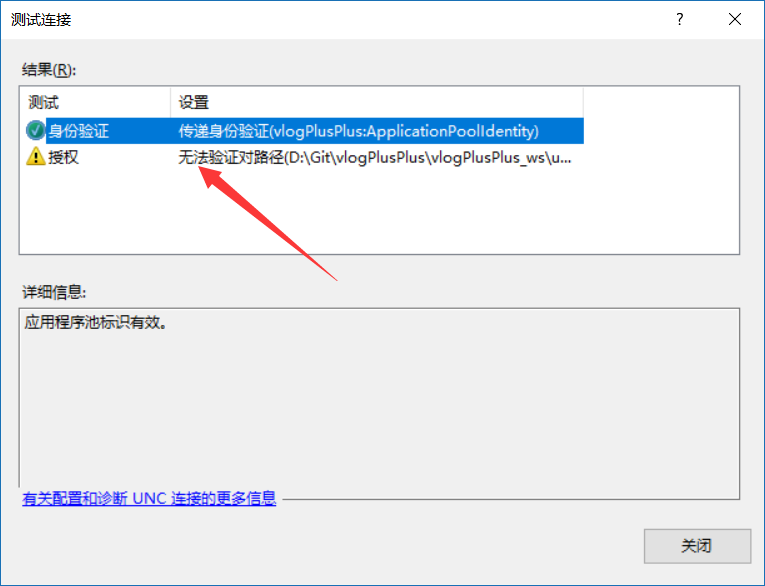 测试连接
结果(R):
测试 设置
身份验证 传递身份验证(vlogPlusPlus:ApplicationPoolIdentity)
授权 无法验证对路径(D:\Git\vlogPlusPlus\vlogPlusPlus_ws\u...
详细信息:
应用程序池标识有效。
有关配置和诊断 UNC 连接的更多信息
关闭